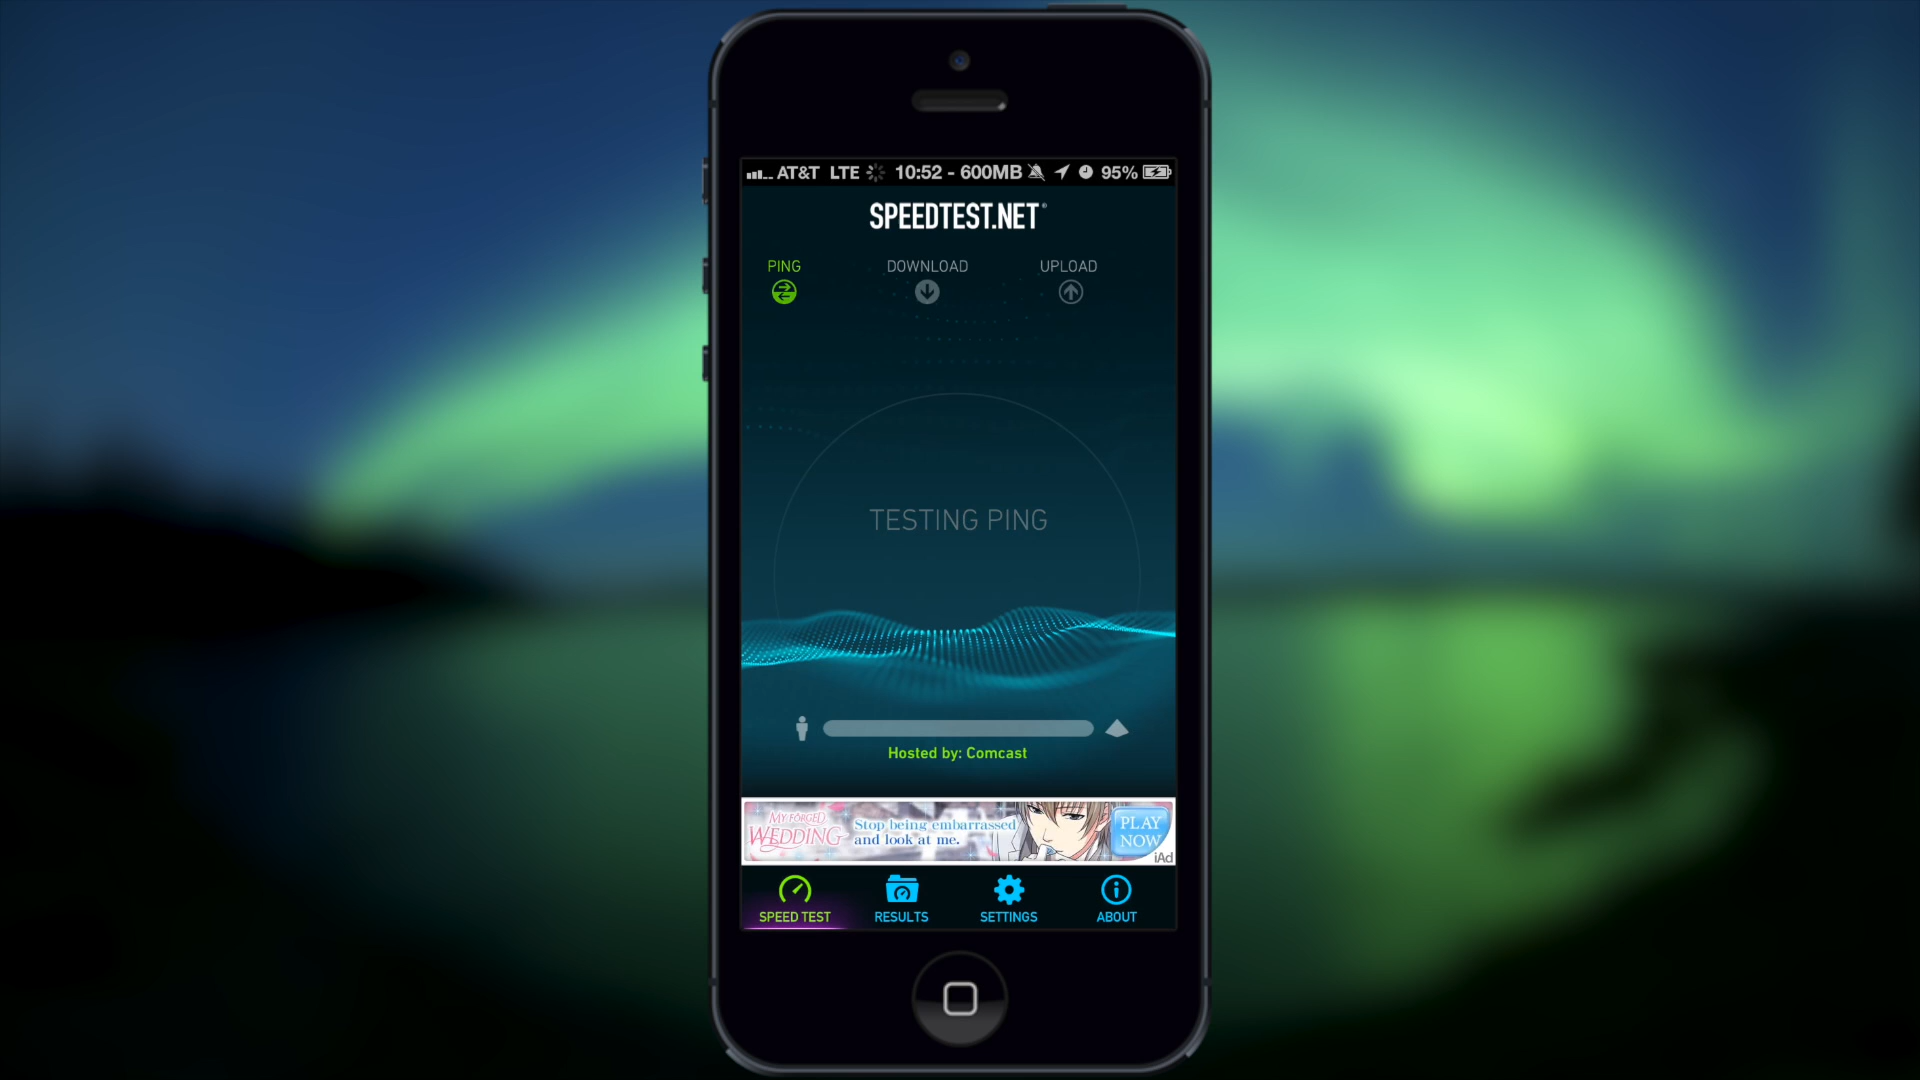 AT&T LTE 10:52 - 600MB 95%
SPEEDTEST.NET®
PING DOWNLOAD UPLOAD
TESTING PING
Hosted by: Comcast
MY FORGED
WEDDING
Stop being embarrassed
and look at me.
PLAY
NOW
iAd
SPEED TEST RESULTS SETTINGS ABOUT